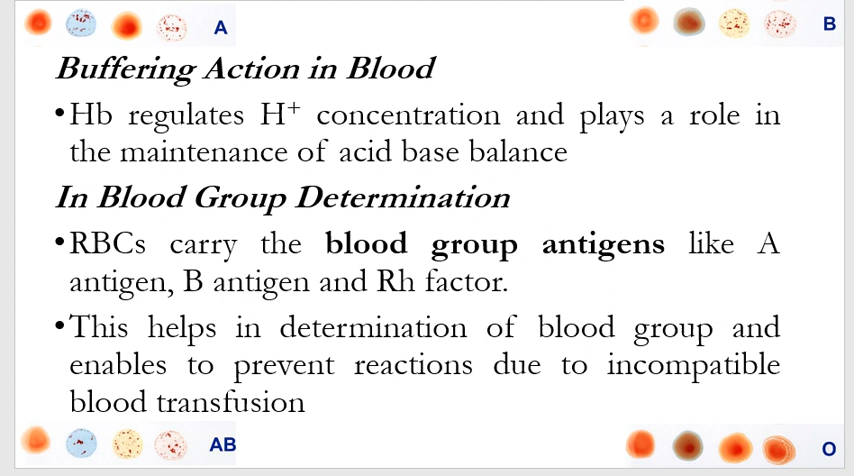 A
B
Buffering Action in Blood
•Hb regulates H⁺ concentration and plays a role in
the maintenance of acid base balance
In Blood Group Determination
•RBCs carry the blood group antigens like A
antigen, B antigen and Rh factor.
•This helps in determination of blood group and
enables to prevent reactions due to incompatible
blood transfusion
AB
O